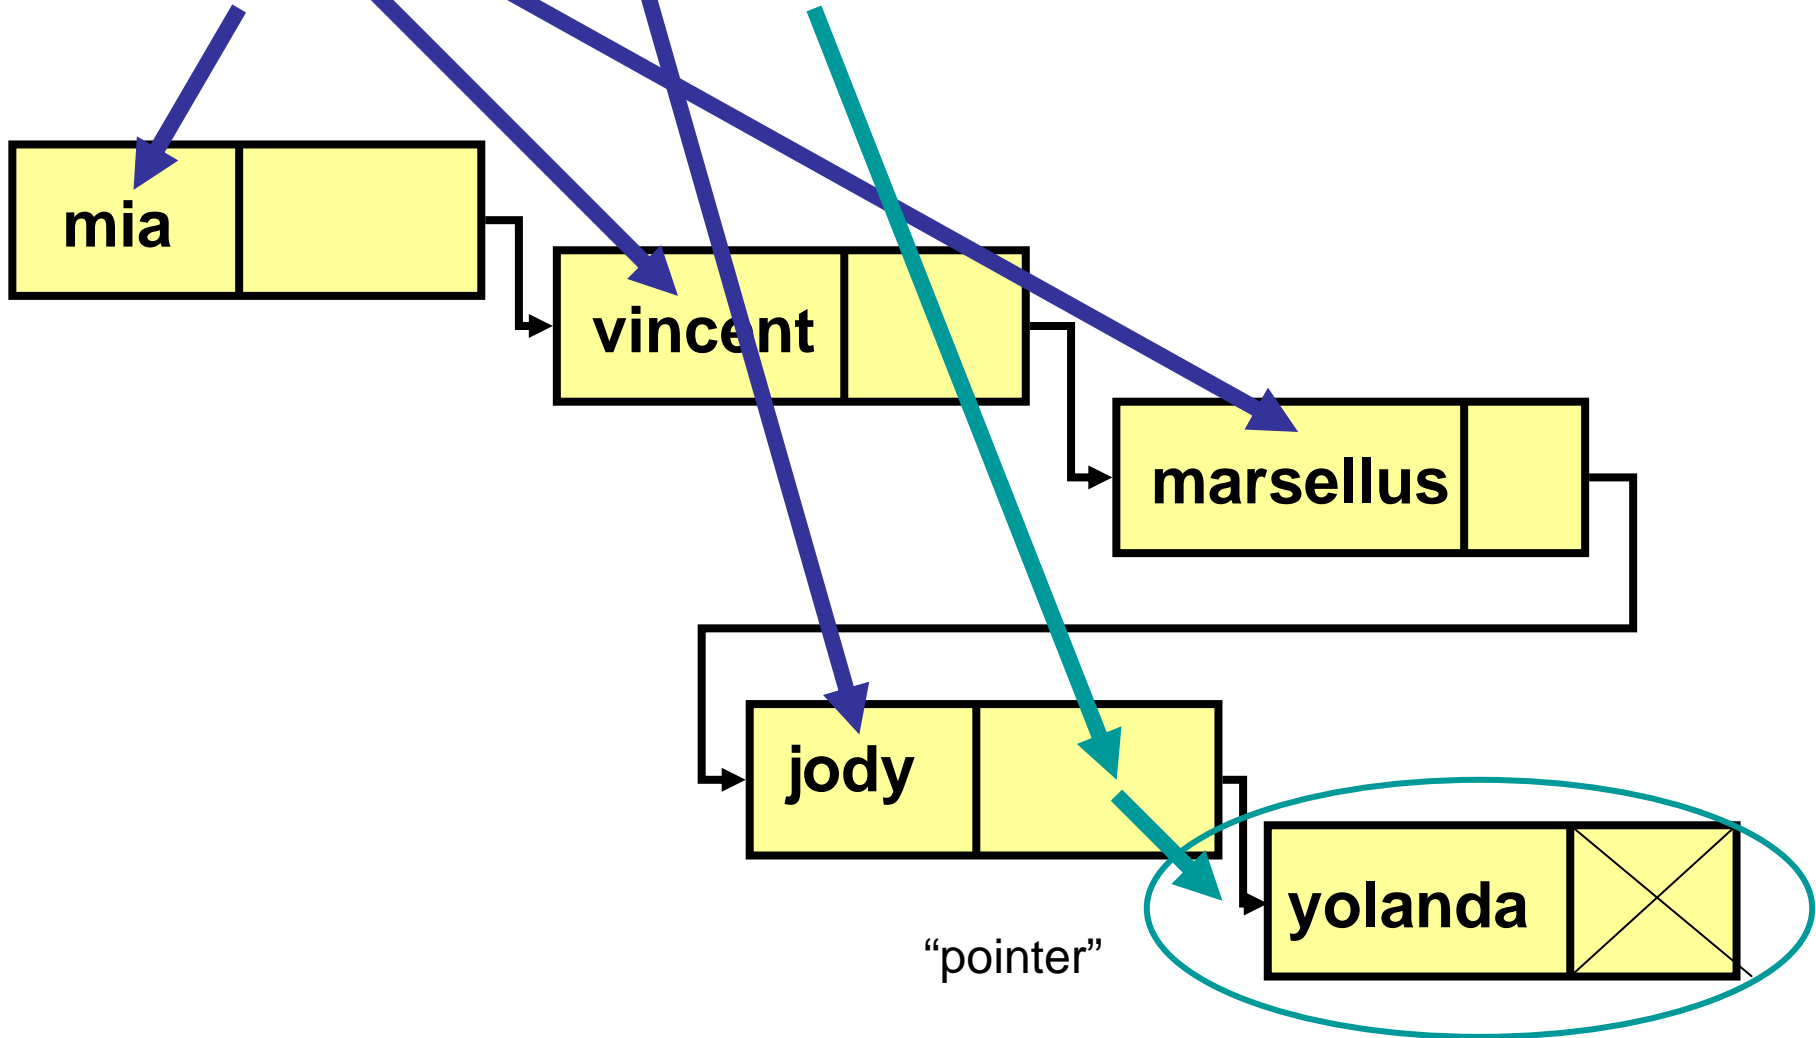 mia
vincent
marsellus
jody
yolanda
“pointer”